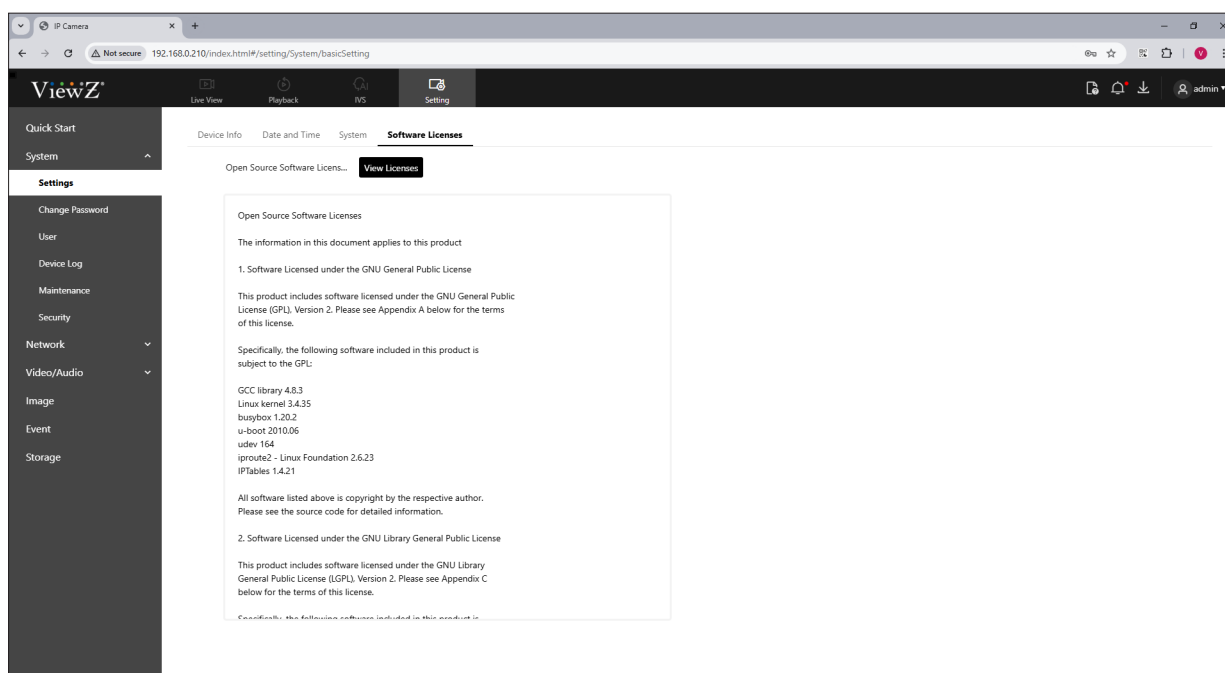 IP Camera
Not secure 192.168.0.210/index.html#/setting/System/basicSetting
V
ViewZ
Live View Playback IVS Setting
admin
Quick Start
System
Settings
Change Password
User
Device Log
Maintenance
Security
Network
Video/Audio
Image
Event
Storage
Device Info Date and Time System Software Licenses
Open Source Software Licens... View Licenses
Open Source Software Licenses
The information in this document applies to this product
1. Software Licensed under the GNU General Public License
This product includes software licensed under the GNU General Public
License (GPL), Version 2. Please see Appendix A below for the terms
of this license.
Specifically, the following software included in this product is
subject to the GPL:
GCC library 4.8.3
Linux kernel 3.4.35
busybox 1.20.2
u-boot 2010.06
udev 164
iproute2 - Linux Foundation 2.6.23
IPTables 1.4.21
All software listed above is copyright by the respective author.
Please see the source code for detailed information.
2. Software Licensed under the GNU Library General Public License
This product includes software licensed under the GNU Library
General Public License (LGPL), Version 2. Please see Appendix C
below for the terms of this license.
Specifically, the following software included in this product is